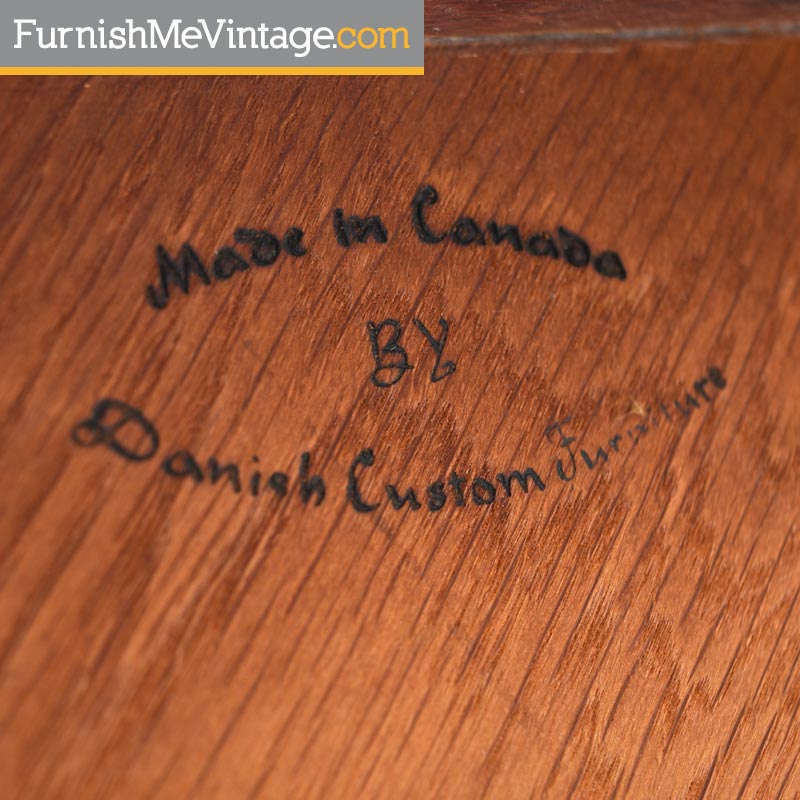 FurnishMeVintage.com
Made In Canada
BY
Danish Custom Furniture